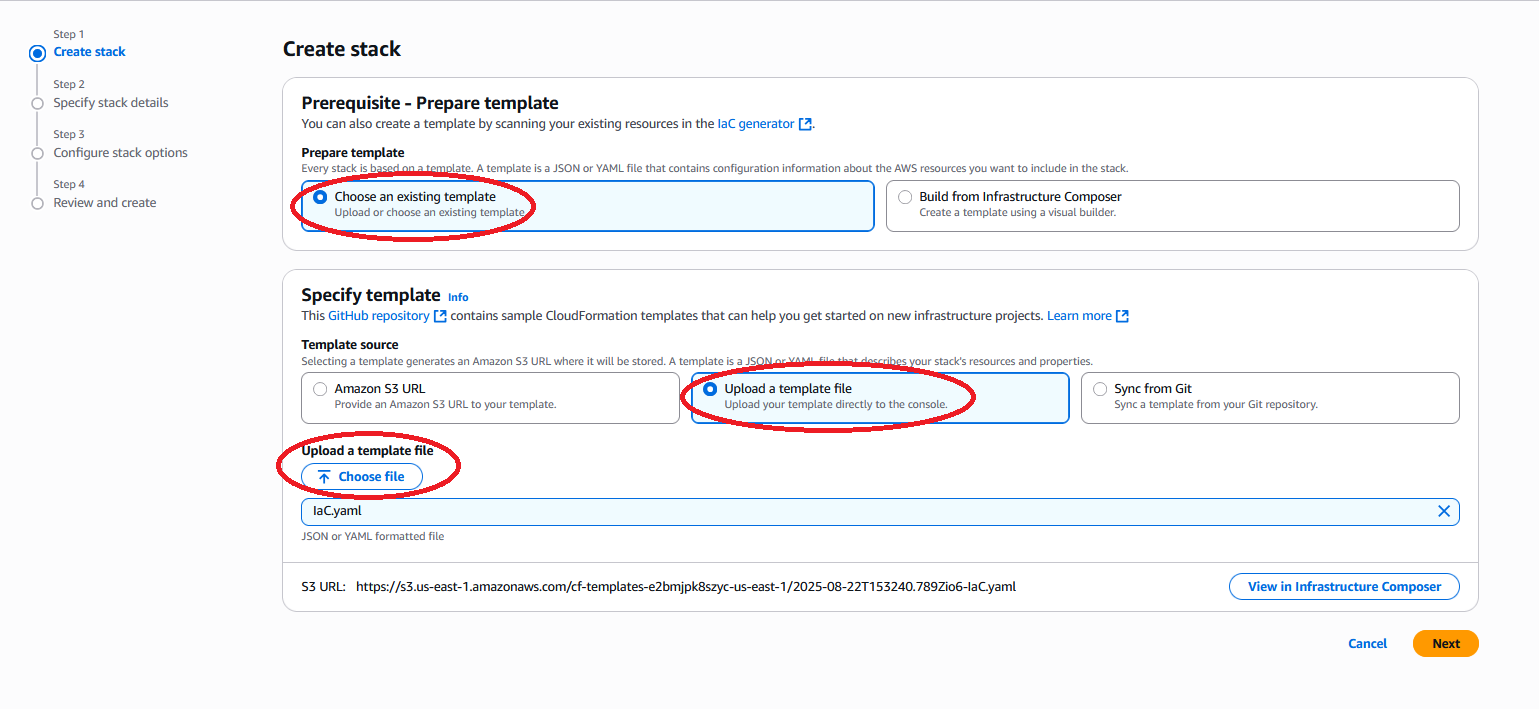 Step 1
Create stack
Step 2
Specify stack details
Step 3
Configure stack options
Step 4
Review and create
Create stack
Prerequisite - Prepare template
You can also create a template by scanning your existing resources in the IaC generator.
Prepare template
Every stack is based on a template. A template is a JSON or YAML file that contains configuration information about the AWS resources you want to include in the stack.
Choose an existing template
Upload or choose an existing template.
Build from Infrastructure Composer
Create a template using a visual builder.
Specify template Info
This GitHub repository contains sample CloudFormation templates that can help you get started on new infrastructure projects. Learn more
Template source
Selecting a template generates an Amazon S3 URL where it will be stored. A template is a JSON or YAML file that describes your stack's resources and properties.
Amazon S3 URL
Provide an Amazon S3 URL to your template.
Upload a template file
Upload your template directly to the console.
Sync from Git
Sync a template from your Git repository.
Upload a template file
Choose file
IaC.yaml
JSON or YAML formatted file
S3 URL: https://s3.us-east-1.amazonaws.com/cf-templates-e2bmjpk8szyc-us-east-1/2025-08-22T153240.789Zio6-IaC.yaml
View in Infrastructure Composer
Cancel
Next